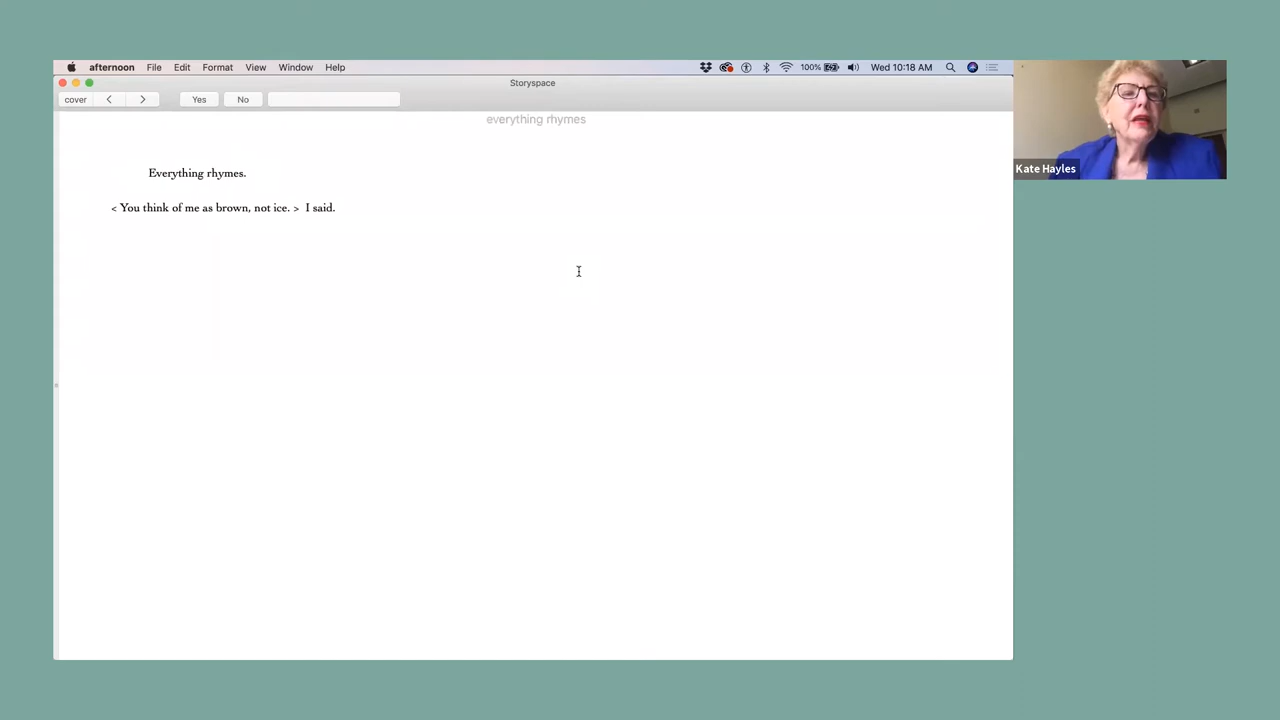 afternoon File Edit Format View Window Help 100% Wed 10:18 AM
Storyspace
cover Yes No
everything rhymes
Everything rhymes.
< You think of me as brown, not ice. > I said.
Kate Hayles